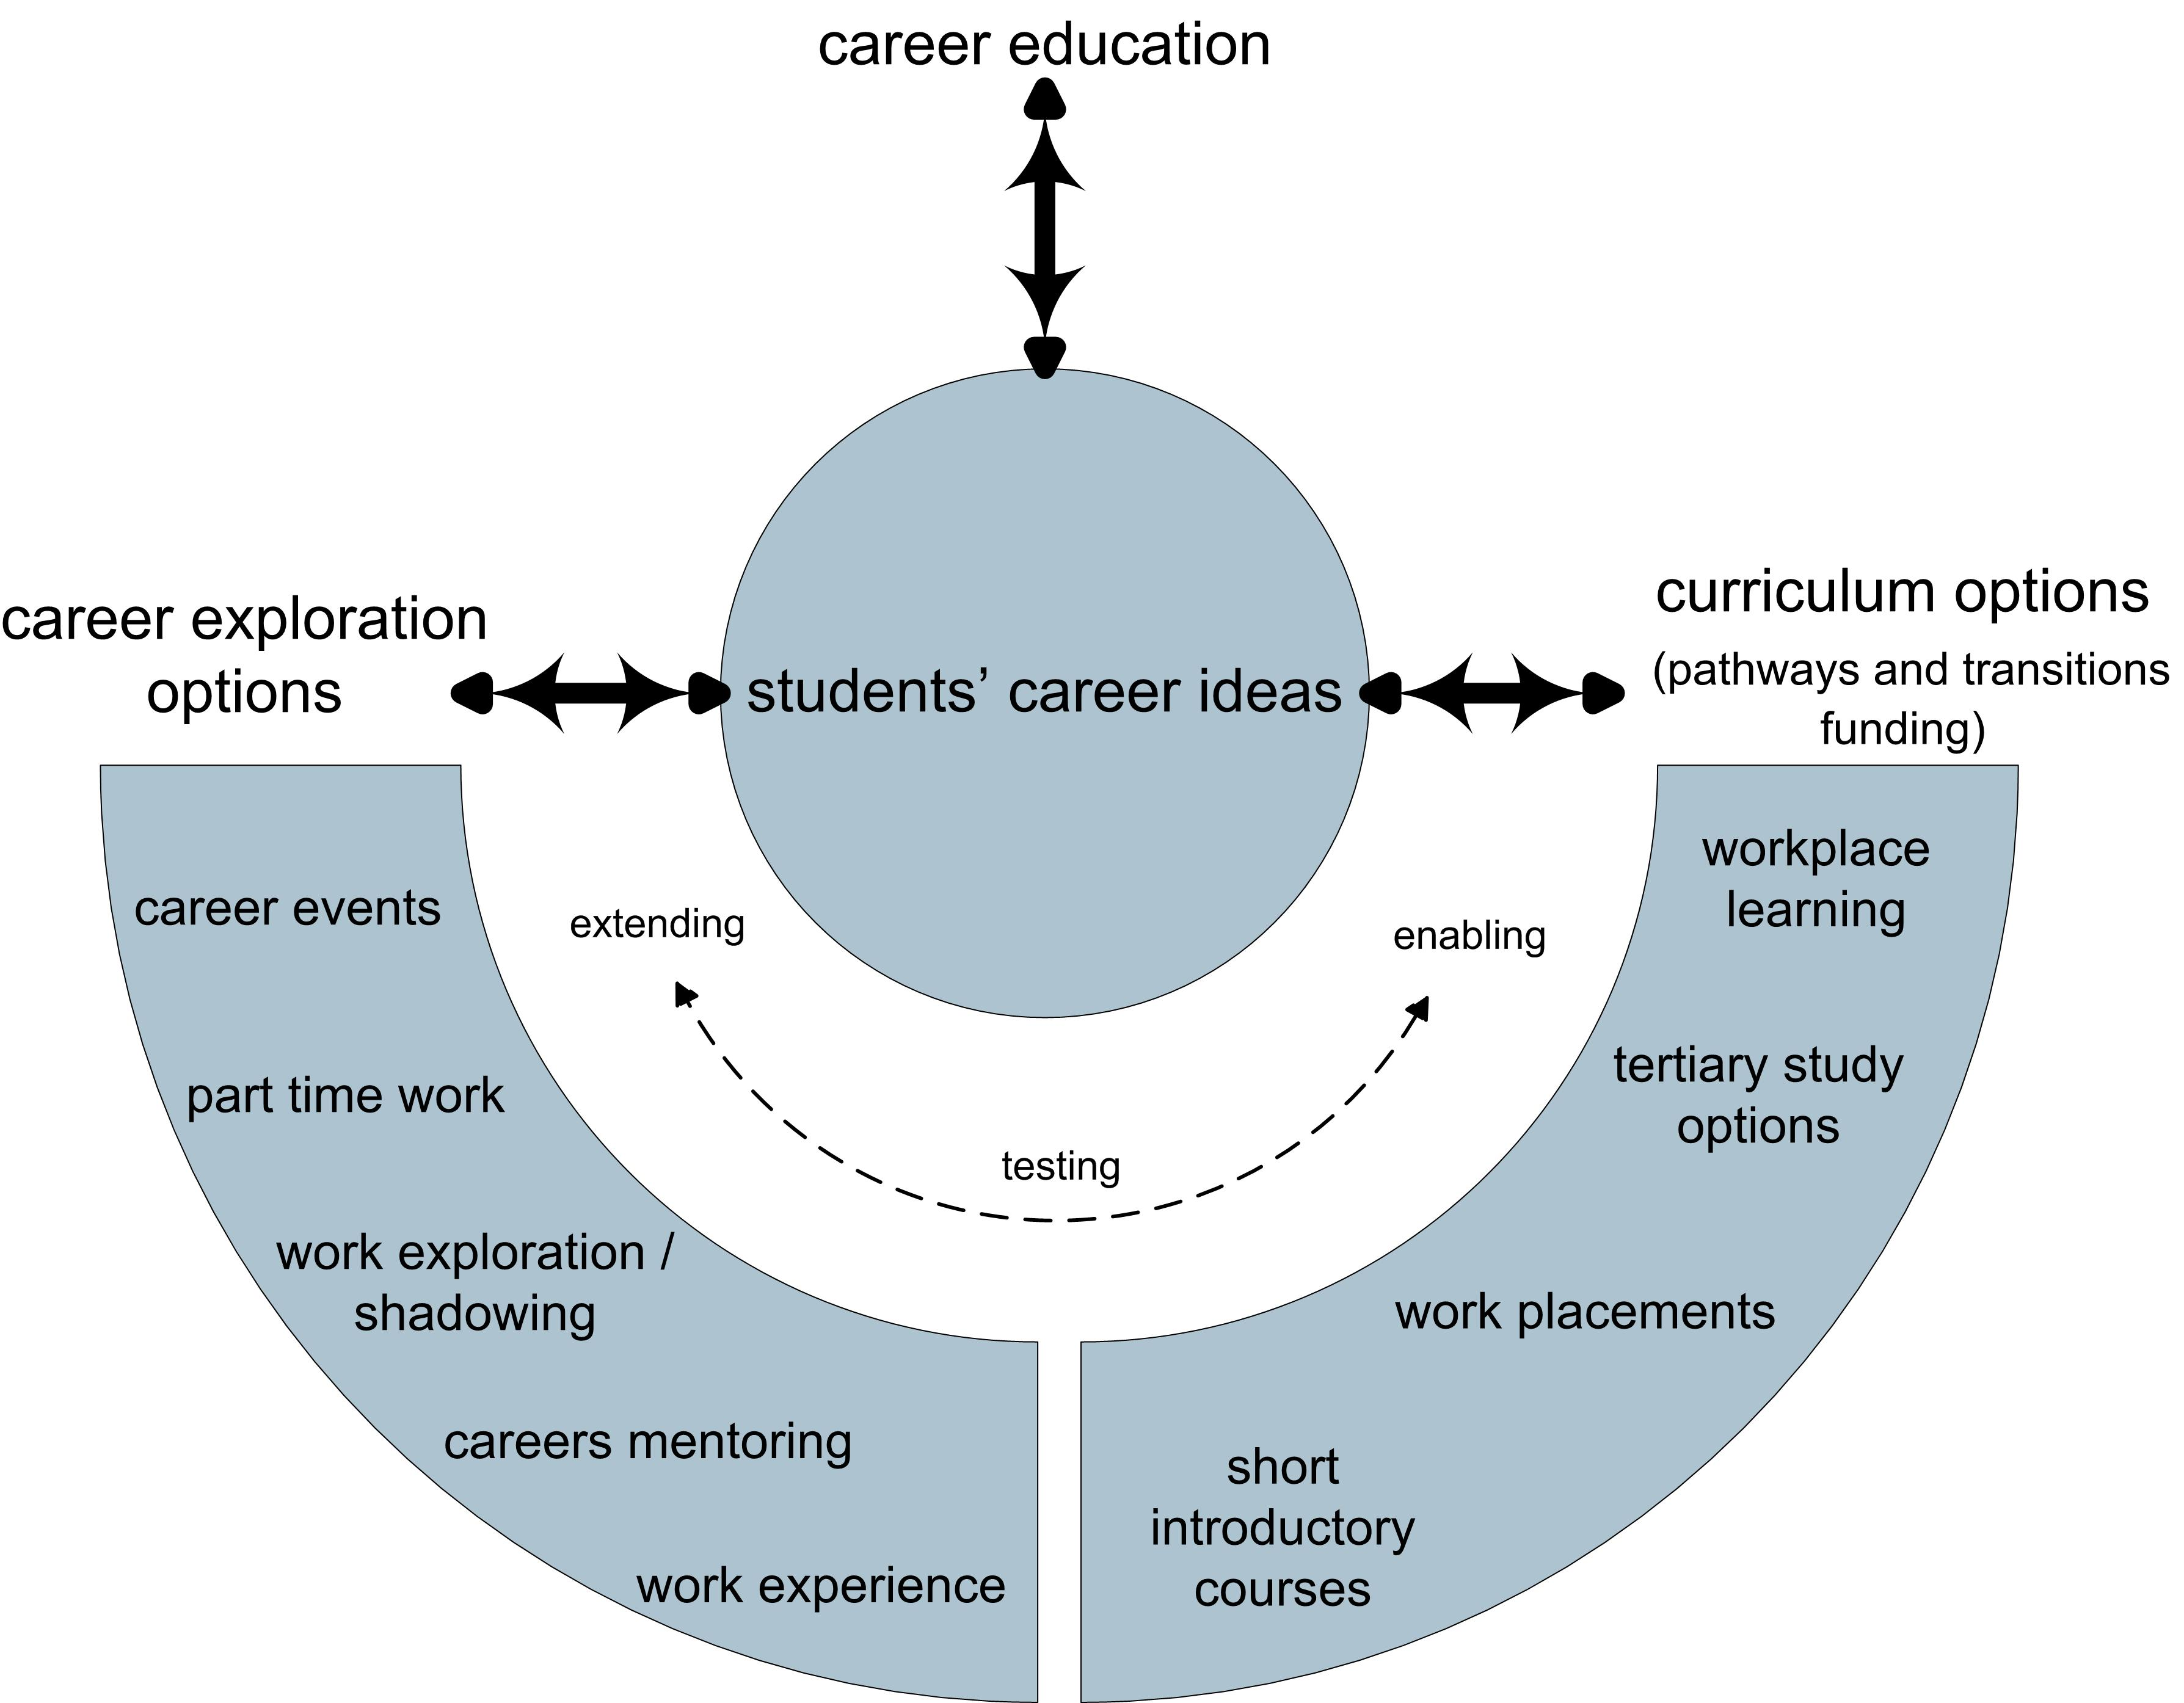 career education
career exploration
options
students’ career ideas
curriculum options
(pathways and transitions
funding)
career events
part time work
work exploration /
shadowing
careers mentoring
work experience
extending
testing
enabling
workplace
learning
tertiary study
options
work placements
short
introductory
courses